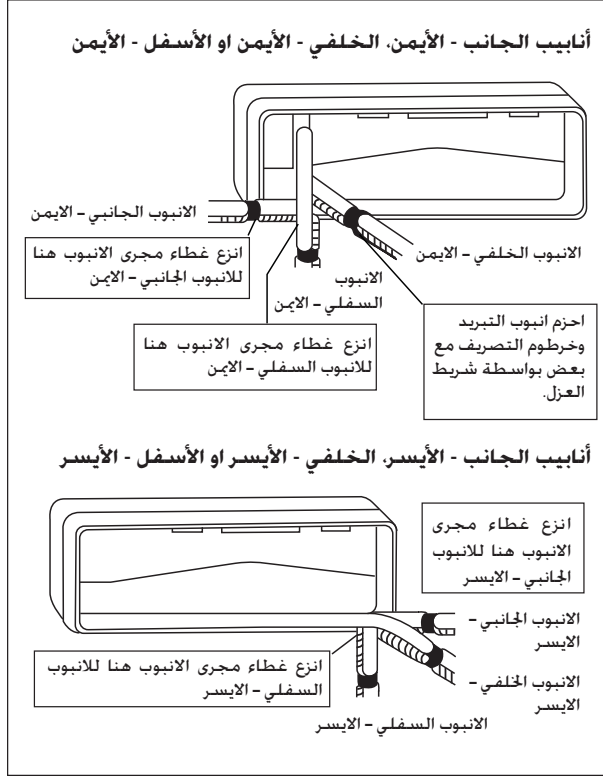 أنابيب الجانب - الأيمن، الخلفي - الأيمن او الأسفل - الأيمن
الانبوب الجانبي – الايمن
انزع غطاء مجرى الانبوب هنا
للانبوب الجانبي – الايمن
الانبوب
السفلي – الايمن
الانبوب الخلفي – الايمن
انزع غطاء مجرى الانبوب هنا
للانبوب السفلي – الايمن
احزم انبوب التبريد
وخرطوم التصريف مع
بعض بواسطة شريط
العزل.
أنابيب الجانب - الأيسر، الخلفي - الأيسر او الأسفل - الأيسر
انزع غطاء مجرى
الانبوب هنا للانبوب
الجانبي – الايسر
الانبوب الجانبي –
الايسر
انزع غطاء مجرى الانبوب هنا للانبوب
السفلي – الايسر
الانبوب الخلفي –
الايسر
الانبوب السفلي – الايسر